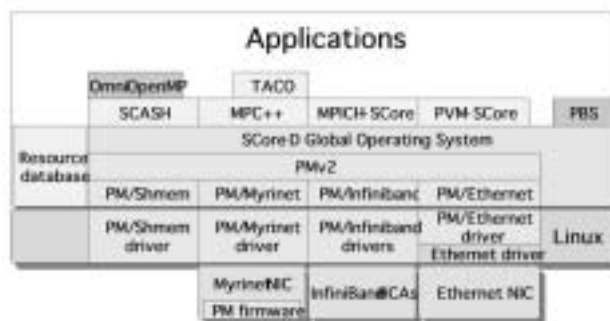 Applications
OmniOpenMP TACO
SCASH MPC++ MPICH-SCore PVM-SCore PBS
SCore-D Global Operating System
Resource
database
PMv2
PM/Shmem PM/Myrinet PM/Infiniband PM/Ethernet
PM/Shmem
driver
PM/Myrinet
driver
PM/Infiniband
drivers
PM/Ethernet
driver
Ethernet driver
Linux
MyrinetNIC
PM firmware
InfiniBandHCAs
Ethernet NIC